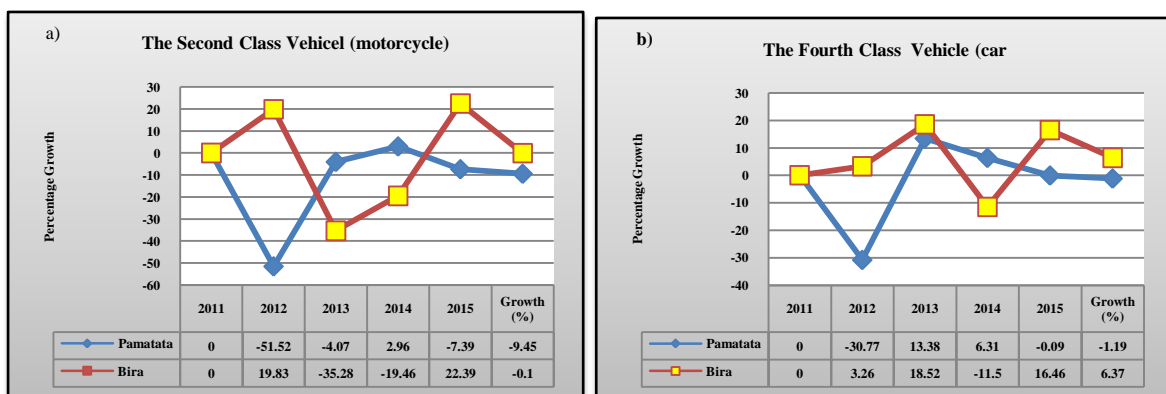 a)
The Second Class Vehicel (motorcycle)
Percentage Growth
30
20
10
0
-10
-20
-30
-40
-50
-60
2011 2012 2013 2014 2015 Growth
(%)
Pamatata 0 -51.52 -4.07 2.96 -7.39 -9.45
Bira 0 19.83 -35.28 -19.46 22.39 -0.1
b)
The Fourth Class Vehicle (car
Percentage Growth
30
20
10
0
-10
-20
-30
-40
2011 2012 2013 2014 2015 Growth
(%)
Pamatata 0 -30.77 13.38 6.31 -0.09 -1.19
Bira 0 3.26 18.52 -11.5 16.46 6.37